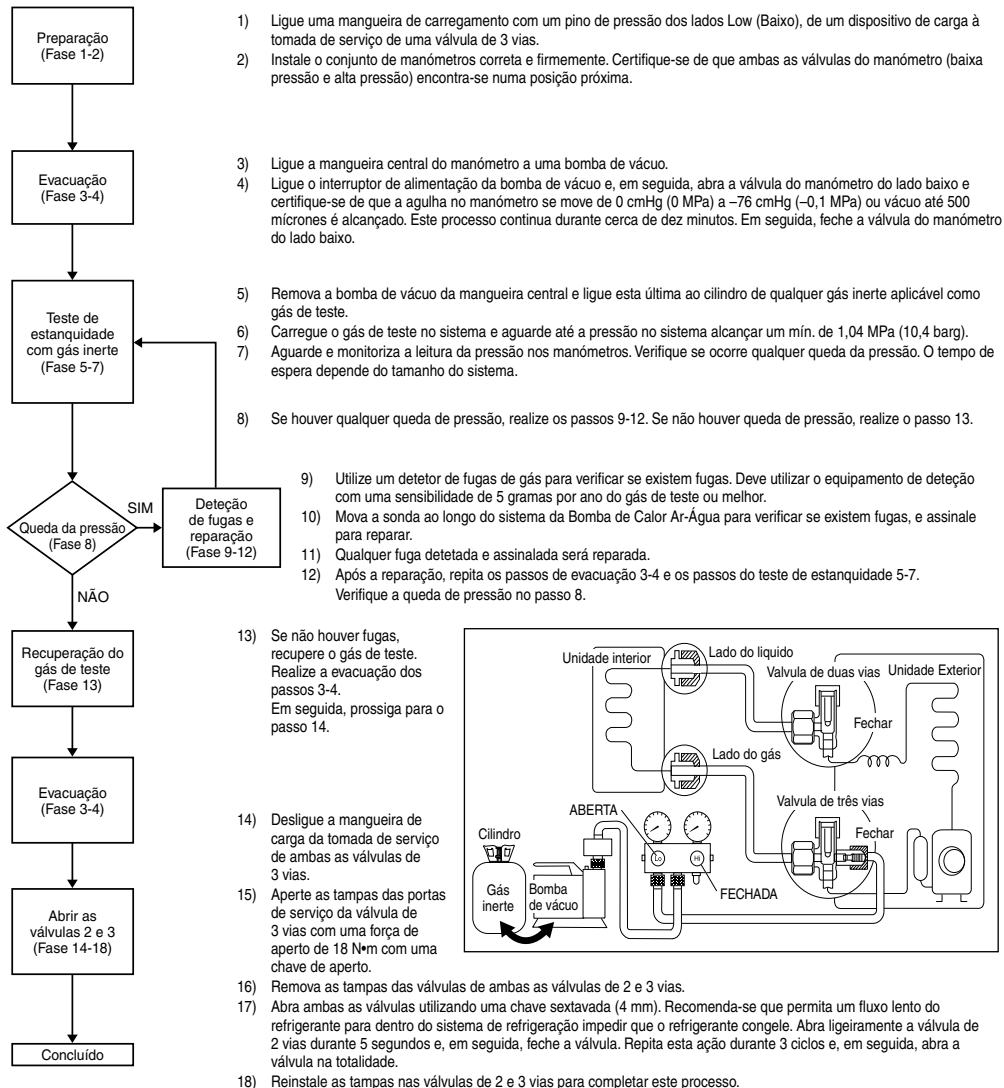 Preparação
(Fase 1-2)
1) Ligue uma mangueira de carregamento com um pino de pressão dos lados Low (Baixo), de um dispositivo de carga à
tomada de serviço de uma válvula de 3 vias.
2) Instale o conjunto de manómetros correta e firmemente. Certifique-se de que ambas as válvulas do manómetro (baixa
pressão e alta pressão) encontra-se numa posição próxima.
Evacuação
(Fase 3-4)
3) Ligue a mangueira central do manómetro a uma bomba de vácuo.
4) Ligue o interruptor de alimentação da bomba de vácuo e, em seguida, abra a válvula do manómetro do lado baixo e
certifique-se de que a agulha no manómetro se move de 0 cmHg (0 MPa) a –76 cmHg (–0,1 MPa) ou vácuo até 500
mícrones é alcançado. Este processo continua durante cerca de dez minutos. Em seguida, feche a válvula do manómetro
do lado baixo.
Teste de
estanquidade
com gás inerte
(Fase 5-7)
5) Remova a bomba de vácuo da mangueira central e ligue esta última ao cilindro de qualquer gás inerte aplicável como
gás de teste.
6) Carregue o gás de teste no sistema e aguarde até a pressão no sistema alcançar um mín. de 1,04 MPa (10,4 barg).
7) Aguarde e monitoriza a leitura da pressão nos manómetros. Verifique se ocorre qualquer queda da pressão. O tempo de
espera depende do tamanho do sistema.
8) Se houver qualquer queda de pressão, realize os passos 9-12. Se não houver queda de pressão, realize o passo 13.
Queda da pressão
(Fase 8)
SIM
NÃO
Deteção
de fugas e
reparação
(Fase 9-12)
9) Utilize um detetor de fugas de gás para verificar se existem fugas. Deve utilizar o equipamento de deteção
com uma sensibilidade de 5 gramas por ano do gás de teste ou melhor.
10) Mova a sonda ao longo do sistema da Bomba de Calor Ar-Água para verificar se existem fugas, e assinale
para reparar.
11) Qualquer fuga detetada e assinalada será reparada.
12) Após a reparação, repita os passos de evacuação 3-4 e os passos do teste de estanquidade 5-7.
Verifique a queda de pressão no passo 8.
Recuperação do
gás de teste
(Fase 13)
13) Se não houver fugas,
recupere o gás de teste.
Realize a evacuação dos
passos 3-4.
Em seguida, prossiga para o
passo 14.
Evacuação
(Fase 3-4)
Unidade interior
Lado do liquido
Valvula de duas vias
Unidade Exterior
Fechar
Lado do gás
Valvula de três vias
Fechar
ABERTA
Lo
Hi
FECHADA
Cilindro
Gás
inerte
Bomba
de vácuo
14) Desligue a mangueira de
carga da tomada de serviço
de ambas as válvulas de
3 vias.
15) Aperte as tampas das portas
de serviço da válvula de
3 vias com uma força de
aperto de 18 N•m com uma
chave de aperto.
Abrir as
válvulas 2 e 3
(Fase 14-18)
16) Remova as tampas das válvulas de ambas as válvulas de 2 e 3 vias.
17) Abra ambas as válvulas utilizando uma chave sextavada (4 mm). Recomenda-se que permita um fluxo lento do
refrigerante para dentro do sistema de refrigeração impedir que o refrigerante congele. Abra ligeiramente a válvula de
2 vias durante 5 segundos e, em seguida, feche a válvula. Repita esta ação durante 3 ciclos e, em seguida, abra a
válvula na totalidade.
Concluído
18) Reinstale as tampas nas válvulas de 2 e 3 vias para completar este processo.